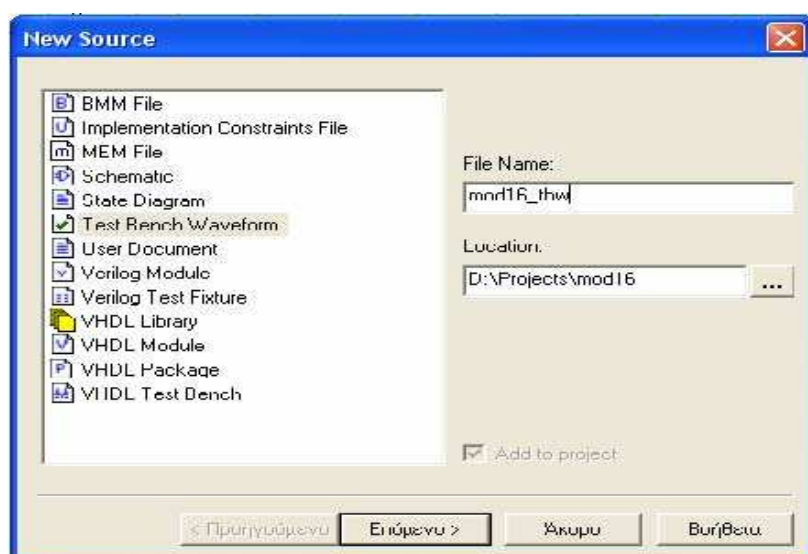 New Source
BMM File
Implementation Constraints File
MEM File
Schematic
State Diagram
Test Bench Waveform
User Document
Verilog Module
Verilog Test Fixture
VHDL Library
VHDL Module
VHDL Package
VHDL Test Bench
File Name:
mod16_tbw
Location:
D:\Projects\mod16
...
Add to project
< Προηγούμενο
Επόμενο >
Άκυρο
Βοήθεια